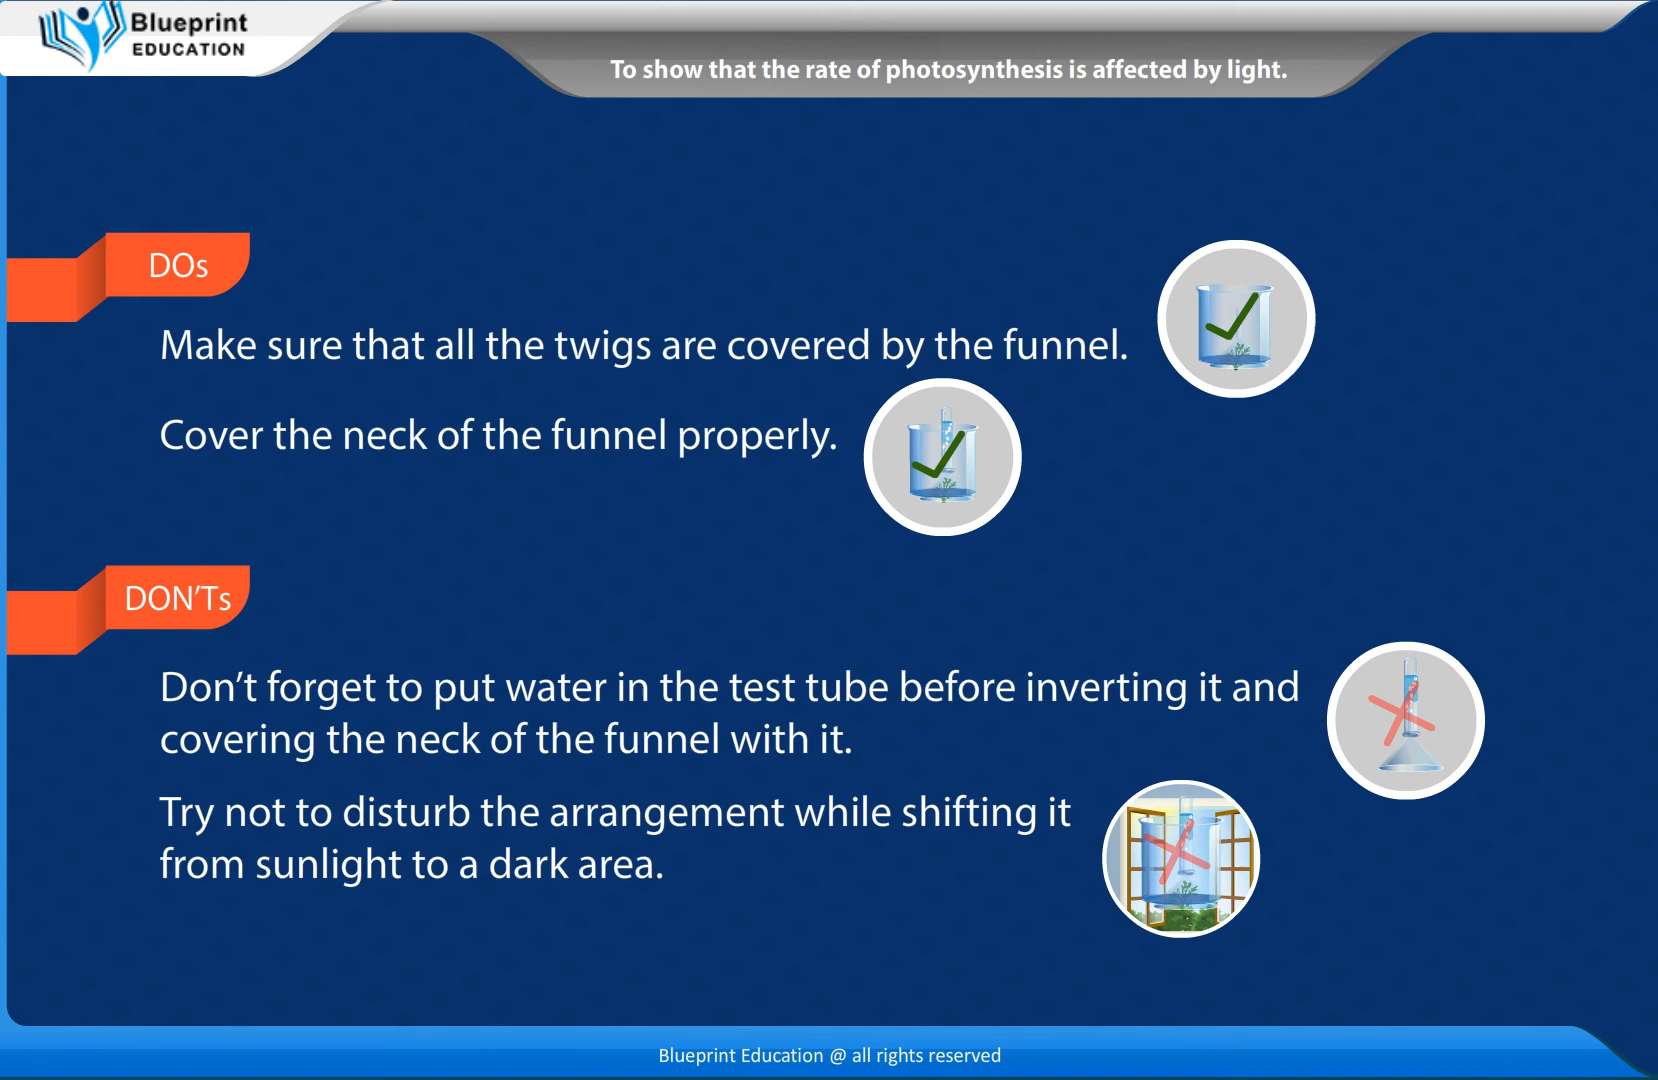 Blueprint
EDUCATION
To show that the rate of photosynthesis is affected by light.
DOs
Make sure that all the twigs are covered by the funnel.
Cover the neck of the funnel properly.
DON’Ts
Don’t forget to put water in the test tube before inverting it and
covering the neck of the funnel with it.
Try not to disturb the arrangement while shifting it
from sunlight to a dark area.
Blueprint Education @ all rights reserved